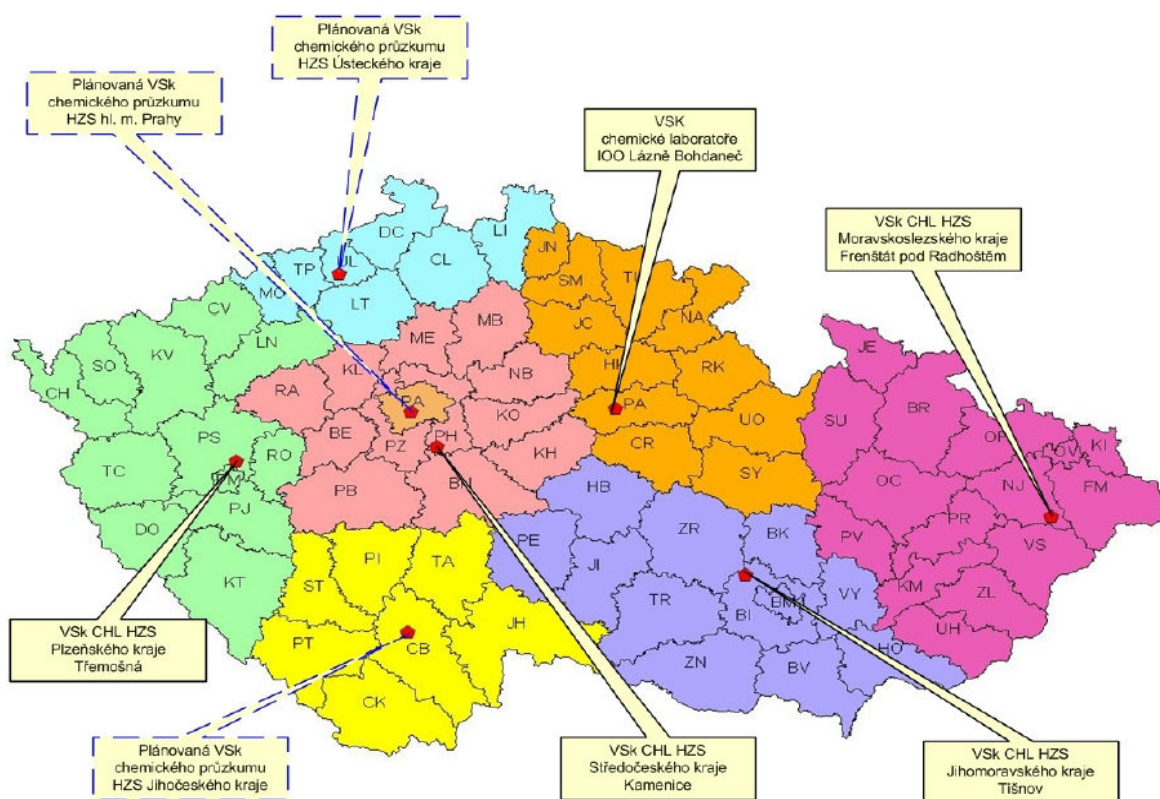 Plánovaná VSk
chemického průzkumu
HZS Ústeckého kraje
Plánovaná VSk
chemického průzkumu
HZS hl. m. Prahy
VSK
chemické laboratoře
IOO Lázně Bohdaneč
VSk CHL HZS
Moravskoslezského kraje
Frenštát pod Radhoštěm
DC
LI
JN
TP
UL
CL
SM
MO
LT
CV
JC
NA
ME
MB
LN
JE
SO
KV
KL
NB
RK
CH
RA
PA
PA
KO
UO
SU
BR
OP
KI
OV
PS
RO
BE
PZ
PH
KH
CR
TC
PB
BN
SY
HB
OC
NJ
FM
PJ
DO
PE
ZR
BK
PV
PR
VS
KT
ST
PI
TA
JI
TR
BI
BM
VY
KM
ZL
PT
CB
JH
UH
HO
ZN
BV
CK
VSk CHL HZS
Plzeňského kraje
Třemošná
Plánovaná VSk
chemického průzkumu
HZS Jihočeského kraje
VSk CHL HZS
Středočeského kraje
Kamenice
VSk CHL HZS
Jihomoravského kraje
Tišnov